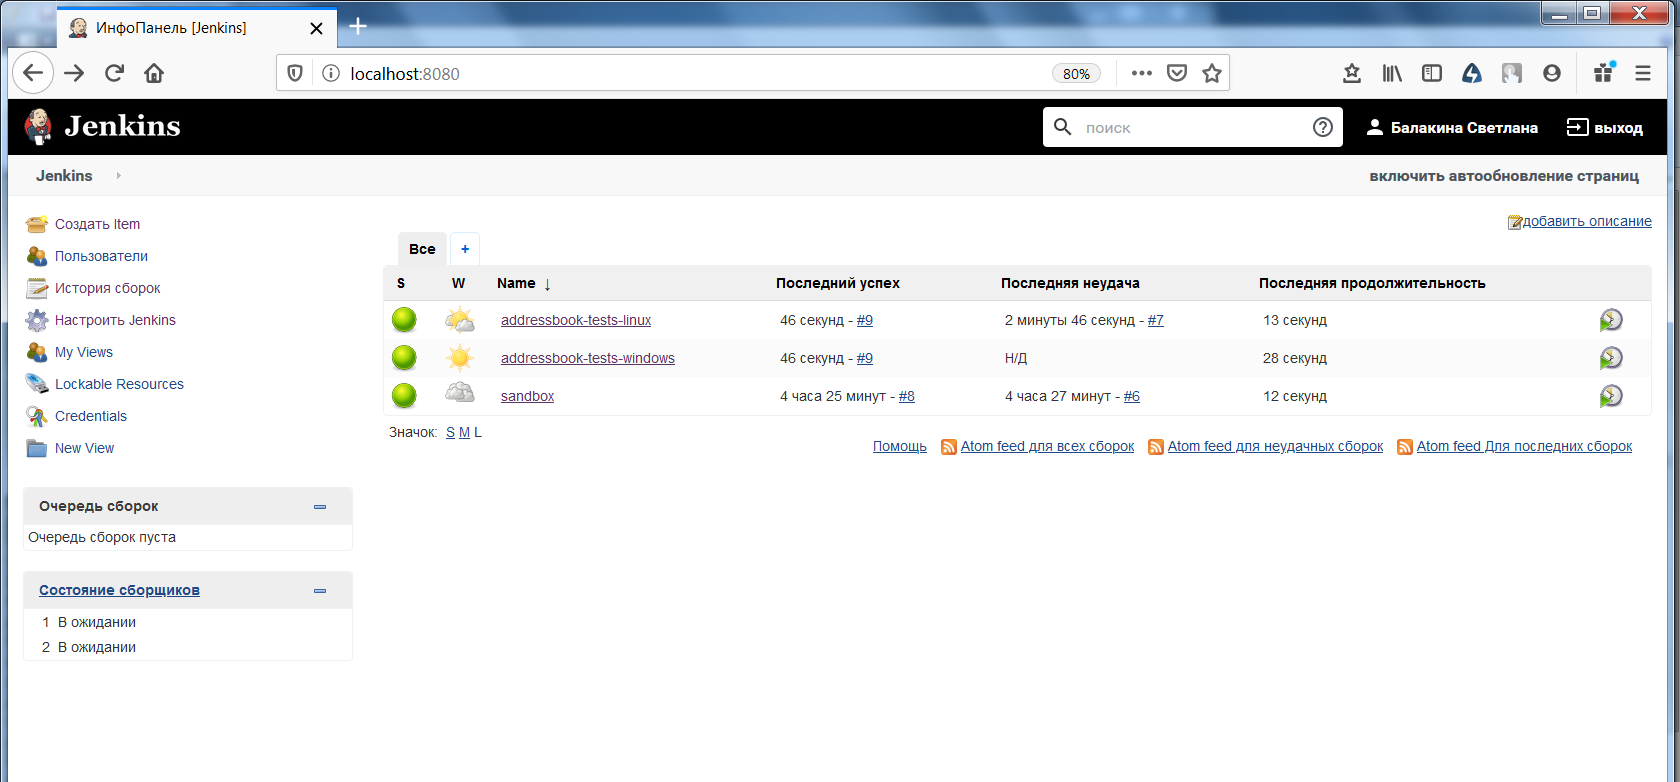 ИнфоПанель [Jenkins]
localhost:8080 80%
Jenkins поиск Балакина Светлана выход
Jenkins включить автообновление страниц
добавить описание
Создать Item
Пользователи
История сборок
Настроить Jenkins
My Views
Lockable Resources
Credentials
New View
Очередь сборок
Очередь сборок пуста
Состояние сборщиков
1 В ожидании
2 В ожидании
Все +
S W Name ↓ Последний успех Последняя неудача Последняя продолжительность
addressbook-tests-linux 46 секунд - #9 2 минуты 46 секунд - #7 13 секунд
addressbook-tests-windows 46 секунд - #9 Н/Д 28 секунд
sandbox 4 часа 25 минут - #8 4 часа 27 минут - #6 12 секунд
Значок: S M L
Помощь Atom feed для всех сборок Atom feed для неудачных сборок Atom feed Для последних сборок